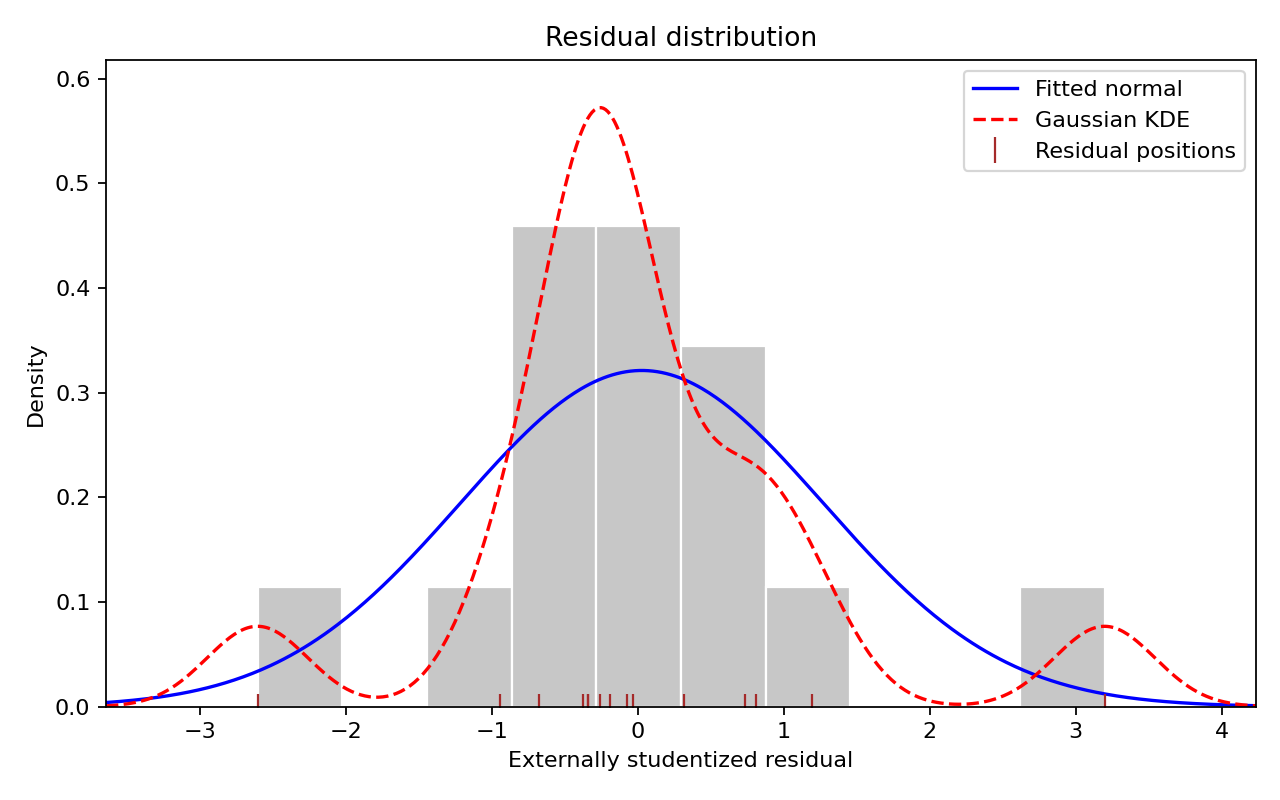 Residual distribution
Fitted normal
Gaussian KDE
Residual positions
0.6
0.5
0.4
0.3
0.2
0.1
0.0
Density
−3
−2
−1
0
1
2
3
4
Externally studentized residual